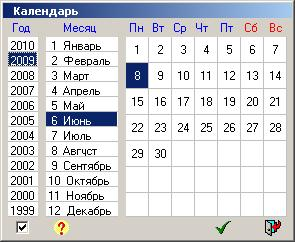 Календарь
Год Месяц Пн Вт Ср Чт Пт Сб Вс
2010 1 Январь 1 2 3 4 5 6 7
2009 2 Февраль
2008 3 Март 8 9 10 11 12 13 14
2007 4 Апрель
2006 5 Май 15 16 17 18 19 20 21
2005 6 Июнь
2004 7 Июль 22 23 24 25 26 27 28
2003 8 Август
2002 9 Сентябрь 29 30
2001 10 Октябрь
2000 11 Ноябрь
1999 12 Декабрь
?